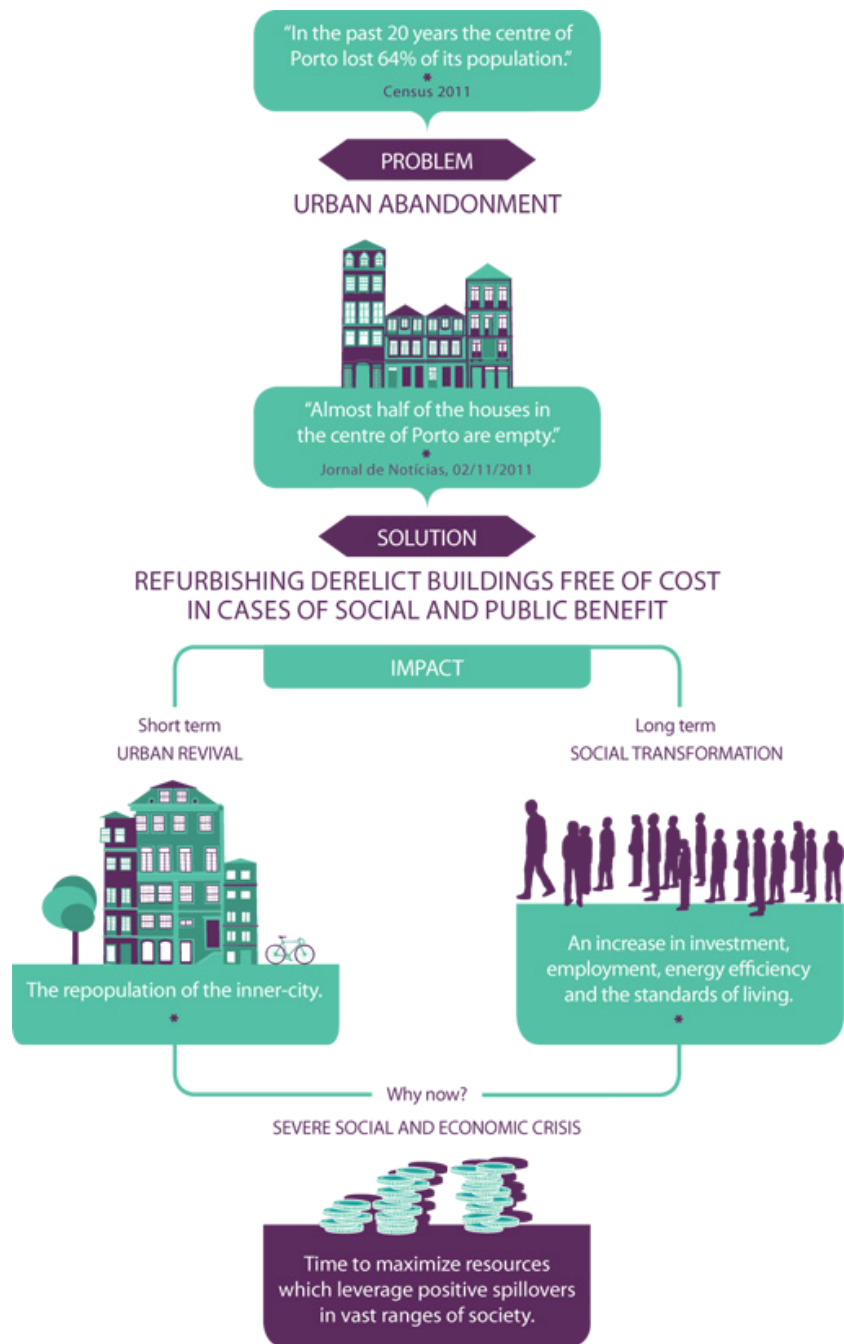 “In the past 20 years the centre of
Porto lost 64% of its population.”
*
Census 2011
PROBLEM
URBAN ABANDONMENT
“Almost half of the houses in
the centre of Porto are empty.”
*
Jornal de Notícias, 02/11/2011
SOLUTION
REFURBISHING DERELICT BUILDINGS FREE OF COST
IN CASES OF SOCIAL AND PUBLIC BENEFIT
IMPACT
Short term
URBAN REVIVAL
The repopulation of the inner-city.
*
Long term
SOCIAL TRANSFORMATION
An increase in investment,
employment, energy efficiency
and the standards of living.
*
Why now?
SEVERE SOCIAL AND ECONOMIC CRISIS
Time to maximize resources
which leverage positive spillovers
in vast ranges of society.